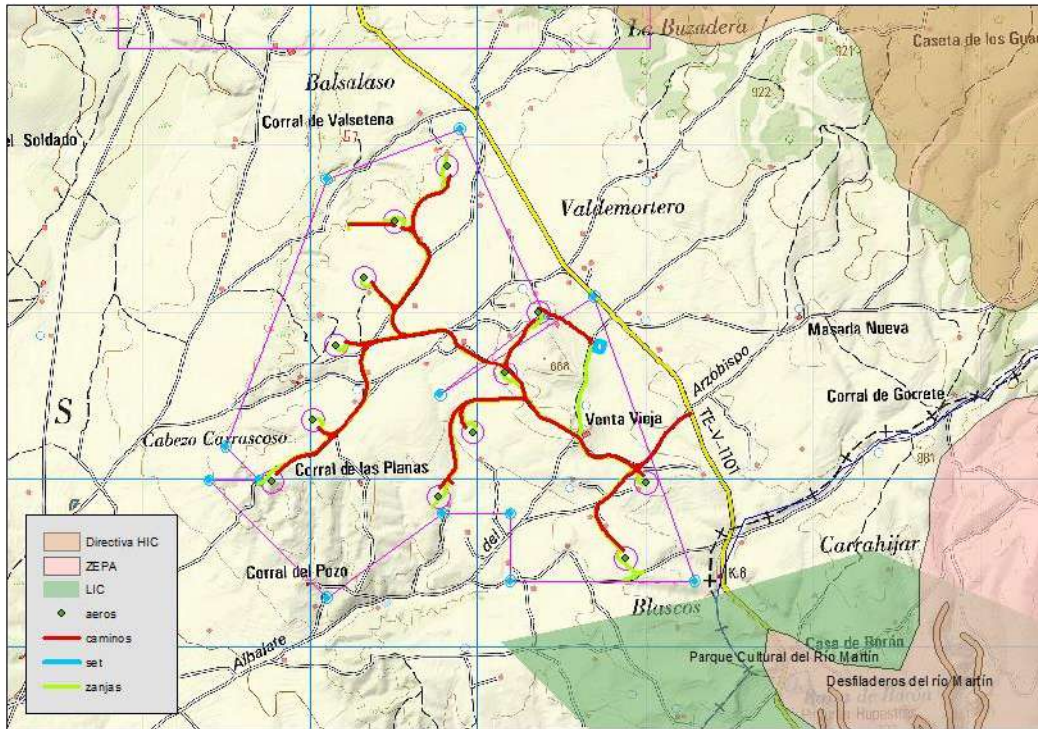 La Buzadera
Caseta de los Guar
921
922
Balsalaso
Corral de Valsetena
el Soldado
Valdemortero
Masaria Nueva
Arzobispo
668
Corral de Gocrete
Venta Vieja
TE-V-1101
S
Cabezo Carrascoso
Corral de las Planas
881
Carrahijar
del
Corral del Pozo
K.6
Blascos
Albalate
Casa de Barón
Parque Cultural del Río Martín
Desfiladeros del río Martín
Directiva HIC
ZEPA
LIC
aeros
caminos
set
zanjas